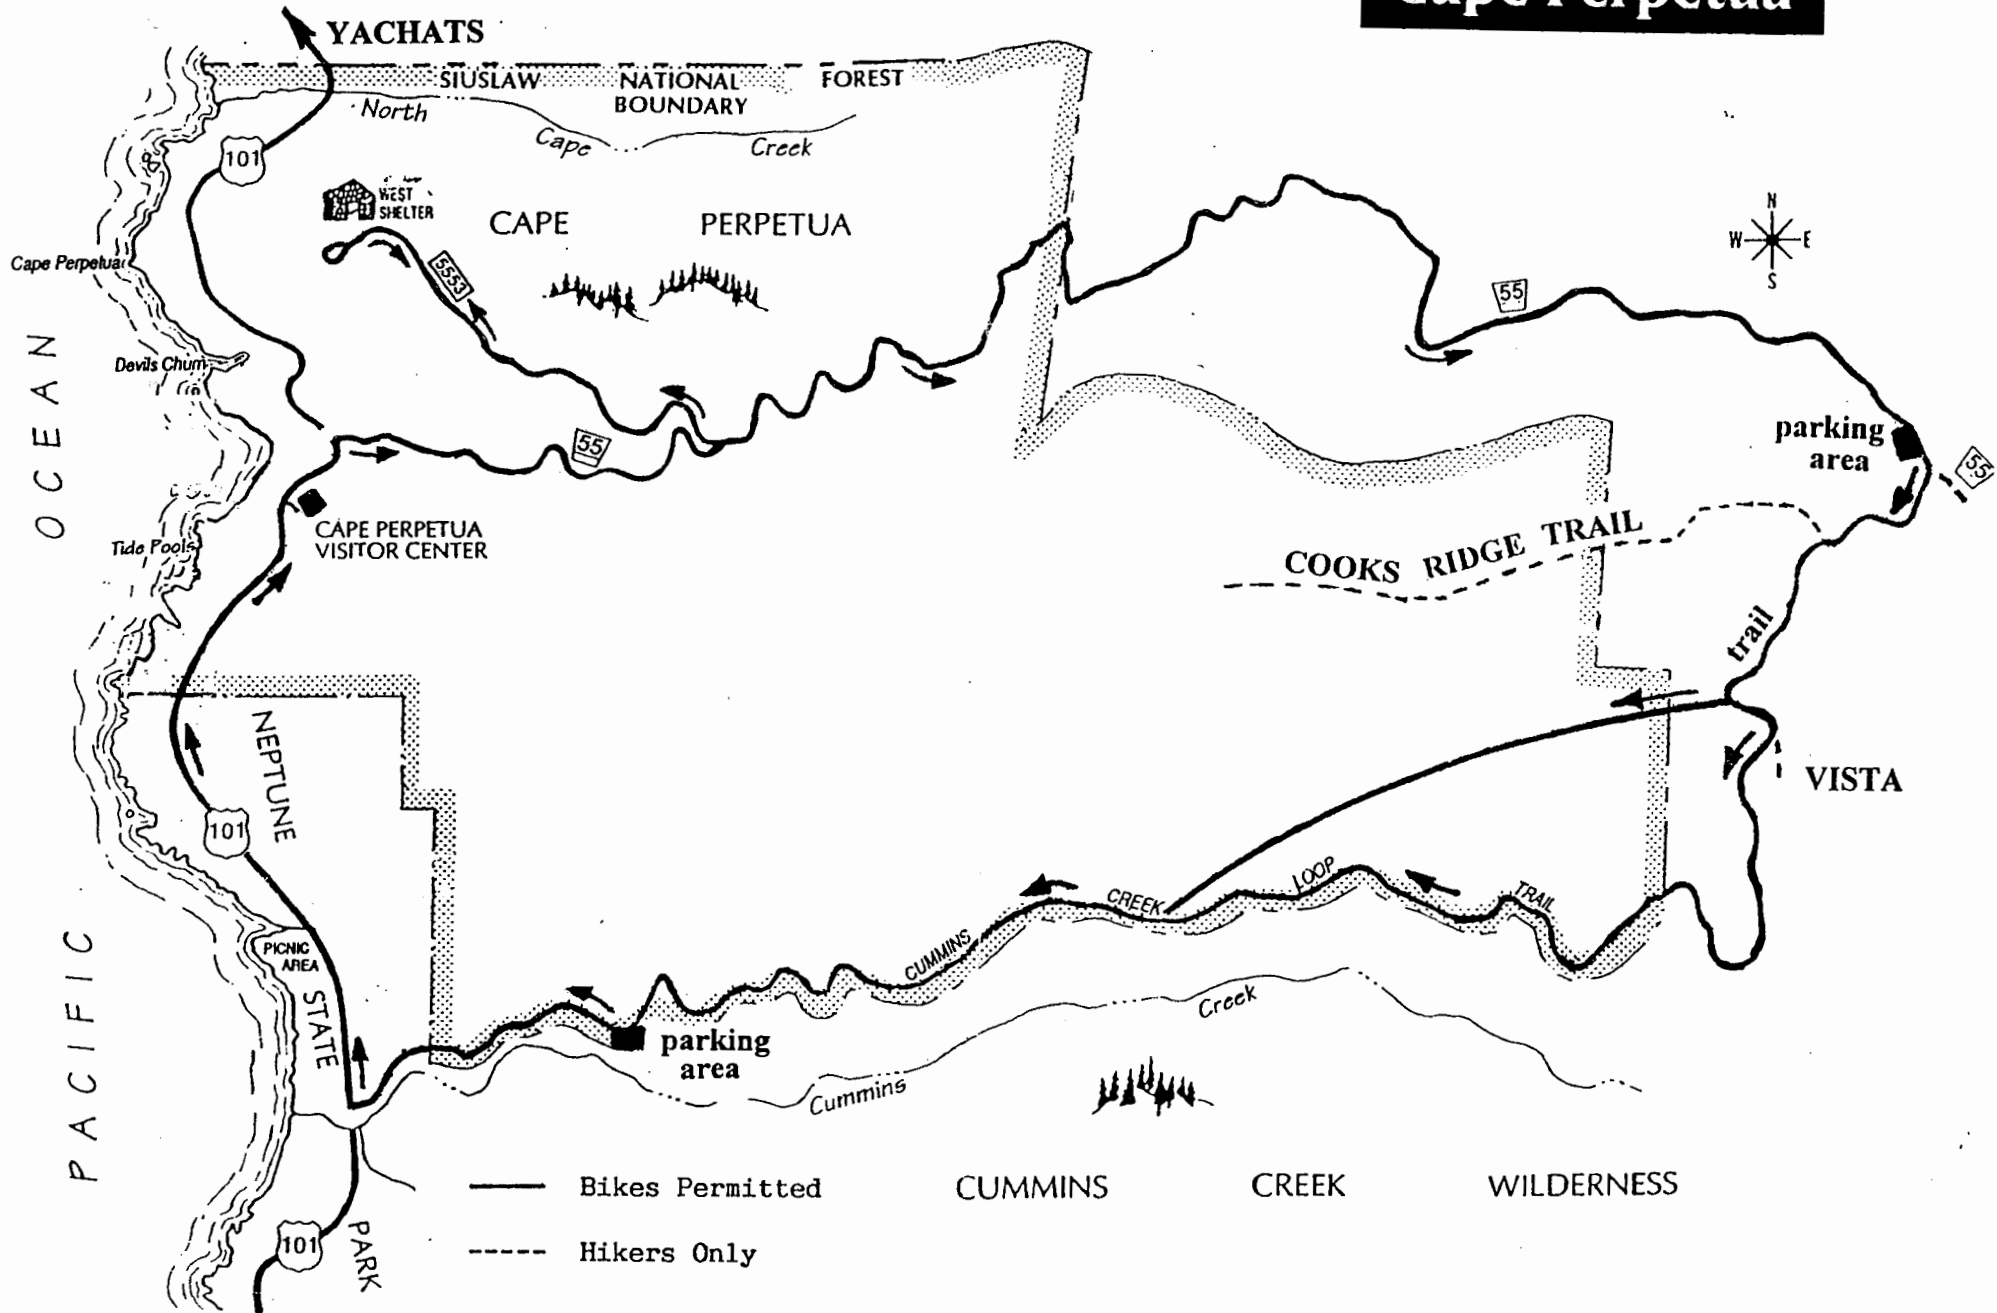 Cape Perpetua
YACHATS
SIUSLAW NATIONAL FOREST
BOUNDARY
North Cape Creek
101
WEST
SHELTER
CAPE PERPETUA
N
W E
S
Cape Perpetua
5553
55
Devils Churn
OCEAN
55
parking
area
55
CAPE PERPETUA
VISITOR CENTER
Tide Pools
COOKS RIDGE TRAIL
trail
NEPTUNE
VISTA
101
CUMMINS CREEK LOOP TRAIL
PICNIC
AREA
STATE
PACIFIC
parking
area
Cummins Creek
Bikes Permitted
CUMMINS CREEK WILDERNESS
Hikers Only
101
PARK